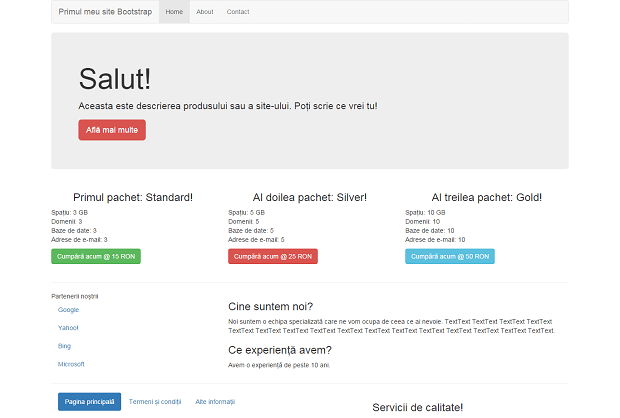 Primul meu site Bootstrap Home About Contact
Salut!
Aceasta este descrierea produsului sau a site-ului. Poți scrie ce vrei tu!
Află mai multe
Primul pachet: Standard!
Spațiu: 3 GB
Domenii: 3
Baze de date: 3
Adrese de e-mail: 3
Cumpără acum @ 15 RON
Al doilea pachet: Silver!
Spațiu: 5 GB
Domenii: 5
Baze de date: 5
Adrese de e-mail: 5
Cumpără acum @ 25 RON
Al treilea pachet: Gold!
Spațiu: 10 GB
Domenii: 10
Baze de date: 10
Adrese de e-mail: 10
Cumpără acum @ 50 RON
Partenerii noștrii
Google
Yahoo!
Bing
Microsoft
Cine suntem noi?
Noi suntem o echipa specializată care ne vom ocupa de ceea ce ai nevoie. TextText TextText TextText TextText
TextText TextText TextText TextText TextText TextText TextText TextText TextText TextText TextText TextText
Ce experiență avem?
Avem o experiență de peste 10 ani.
Pagina principală Termeni și condiții Alte informații
Servicii de calitate!